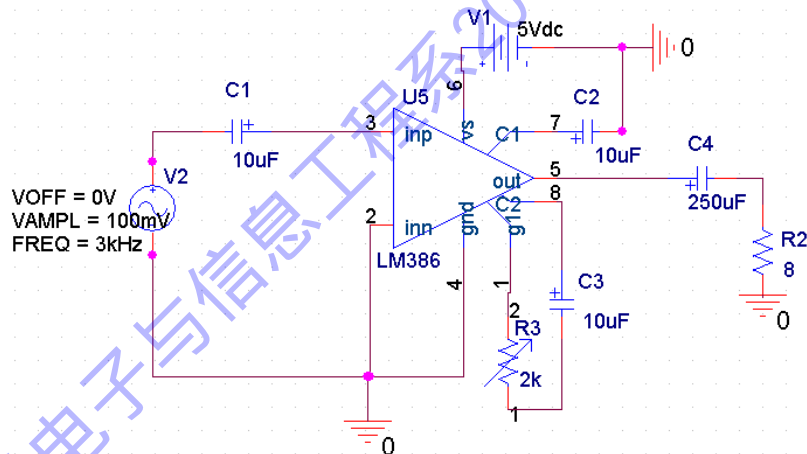 V1
5Vdc
0
6
C1
U5
C2
3
inp
vs
C1
7
10uF
10uF
C4
V2
out
5
VOFF = 0V
VAMPL = 100mV
FREQ = 3kHz
2
inn
gnd
C2
g1
8
250uF
R2
8
LM386
4
1
C3
10uF
2
R3
2k
1
0
0
电子与信息工程系20